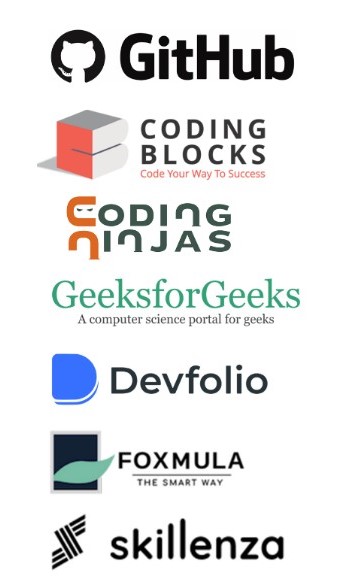 GitHub
CODING
BLOCKS
Code Your Way To Success
CODING
NINJAS
GeeksforGeeks
A computer science portal for geeks
Devfolio
FOXMULA
THE SMART WAY
skillenza